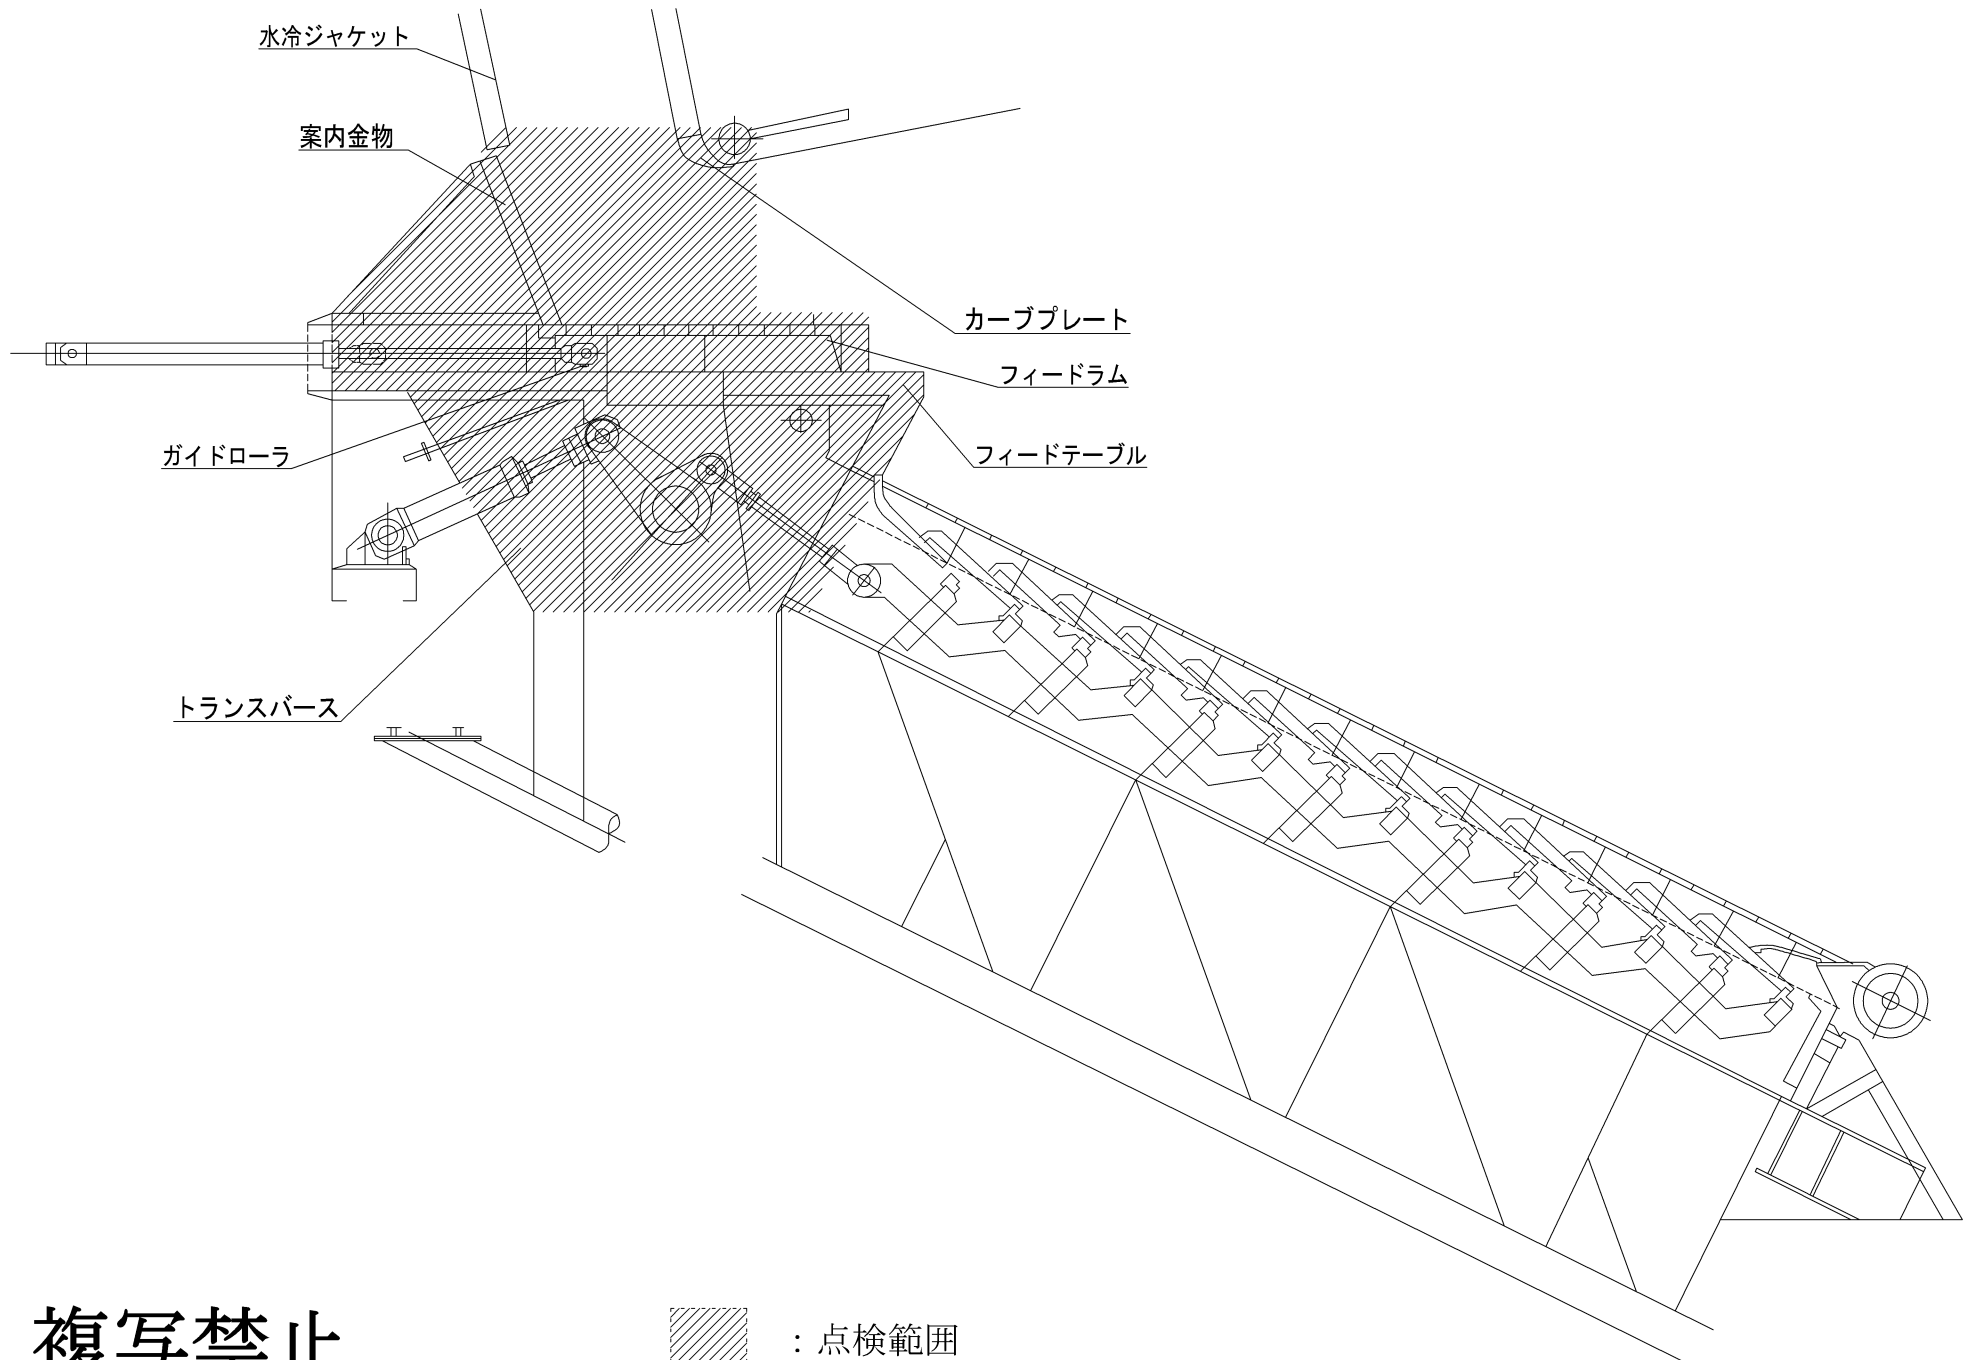 水冷ジャケット
案内金物
カーブプレート
フィードラム
ガイドローラ
フィードテーブル
トランスバース
複写禁止
：点検範囲